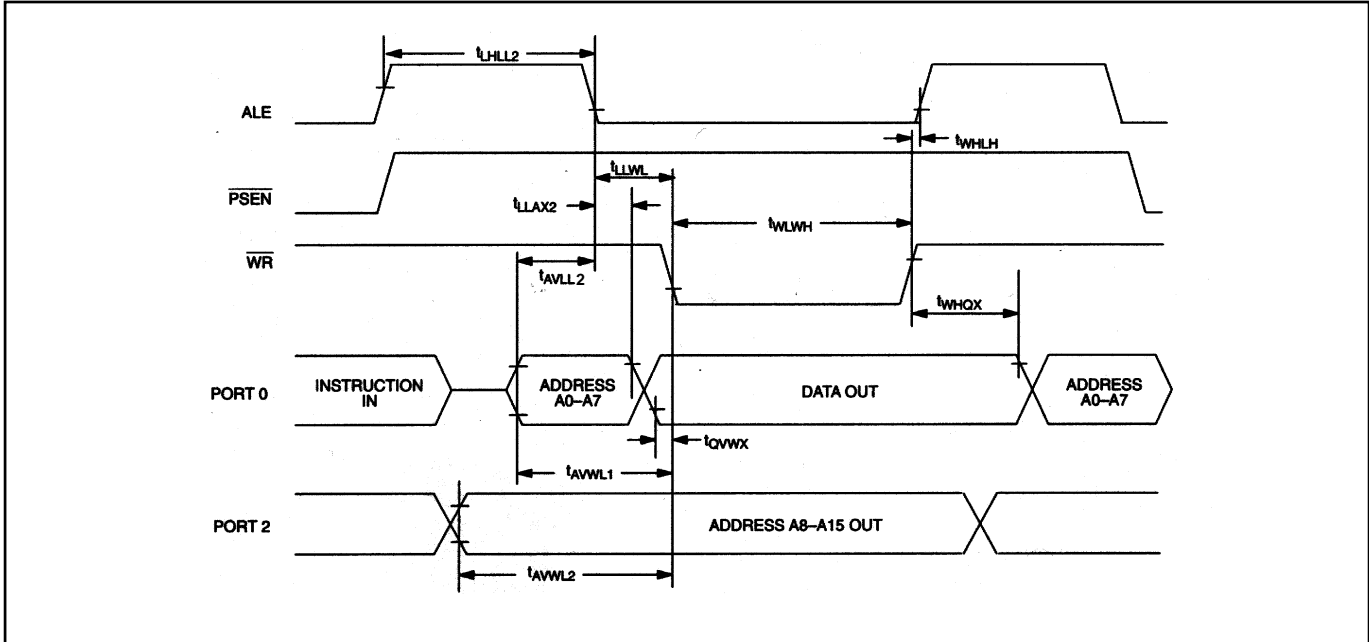 tLHLL2
ALE
tWHLH
tLLWL
PSEN
tLLAX2
tWLWH
WR
tAVLL2
tWHQX
PORT 0
INSTRUCTION
IN
ADDRESS
A0–A7
DATA OUT
ADDRESS
A0–A7
tQVWX
tAVWL1
PORT 2
ADDRESS A8–A15 OUT
tAVWL2